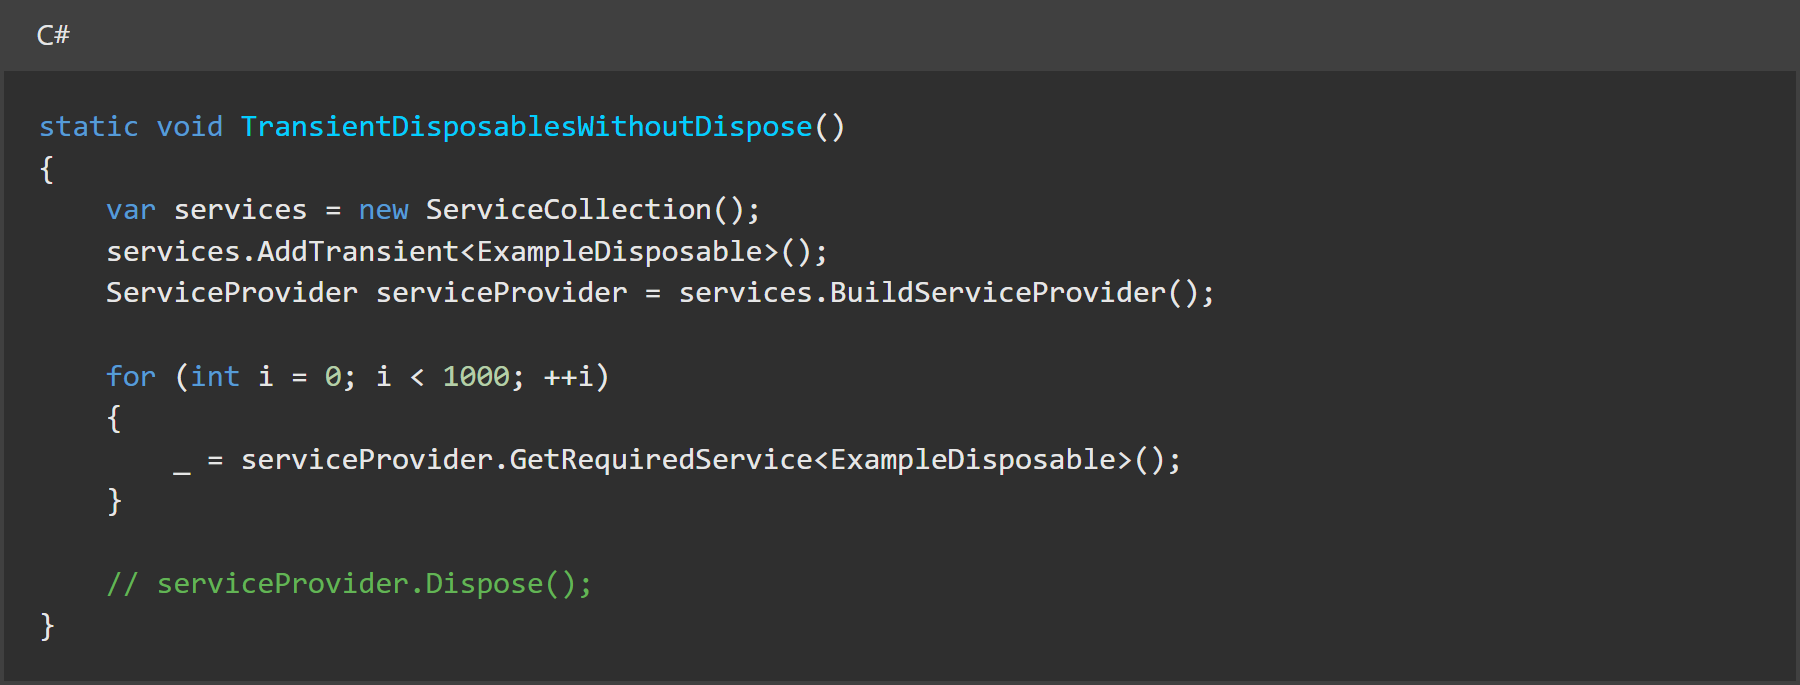 C#
static void TransientDisposablesWithoutDispose()
{
    var services = new ServiceCollection();
    services.AddTransient<ExampleDisposable>();
    ServiceProvider serviceProvider = services.BuildServiceProvider();

    for (int i = 0; i < 1000; ++i)
    {
        _ = serviceProvider.GetRequiredService<ExampleDisposable>();
    }

    // serviceProvider.Dispose();
}